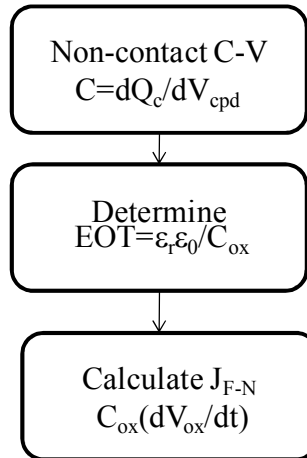 Non-contact C-V
C=dQc/dVcpd
Determine
EOT=εrε0/Cox
Calculate JF-N
Cox(dVox/dt)